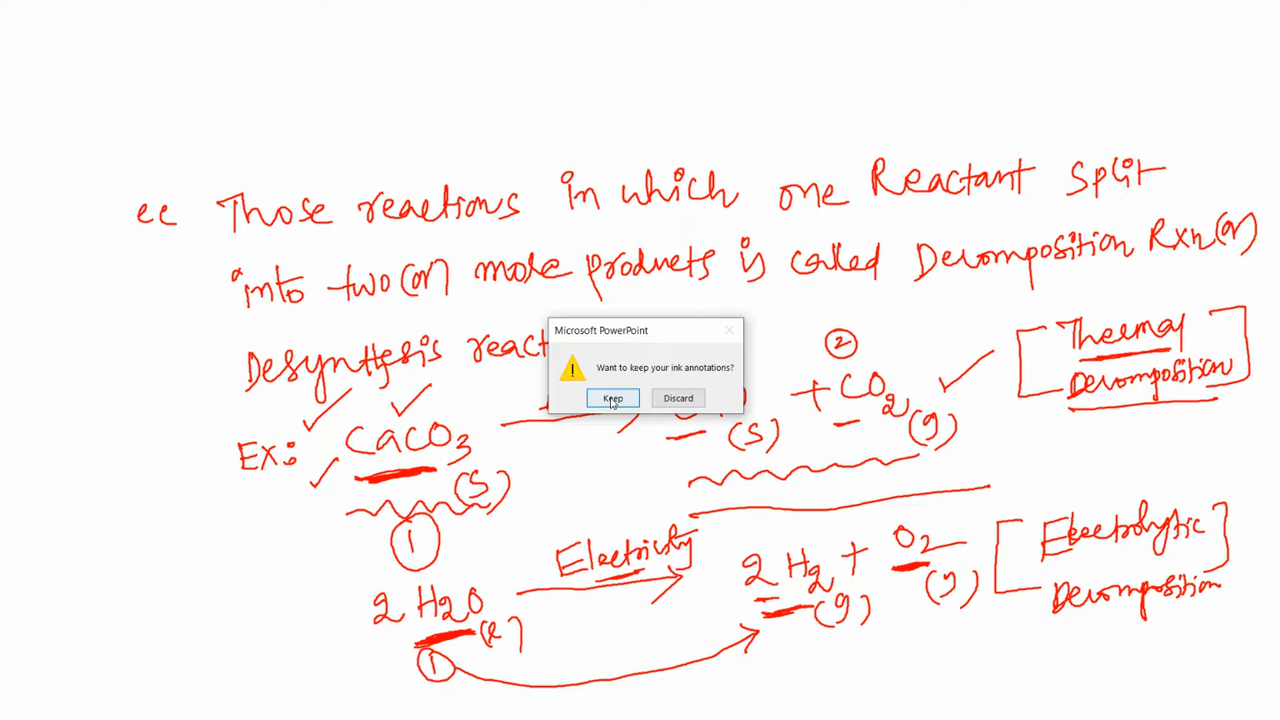 “ Those reactions in which one Reactant split
into two (or) more products is called Decomposition Rxn (or)
Desynthesis react
Microsoft PowerPoint
Want to keep your ink annotations?
Keep Discard
②
Thermal
Decomposition
Ex: CaCO3 (s) + CO2 (g)
(s)
①
Electricity
2 H2O (l) 2 H2 (g) + O2 (g)
Electrolytic
Decomposition
①